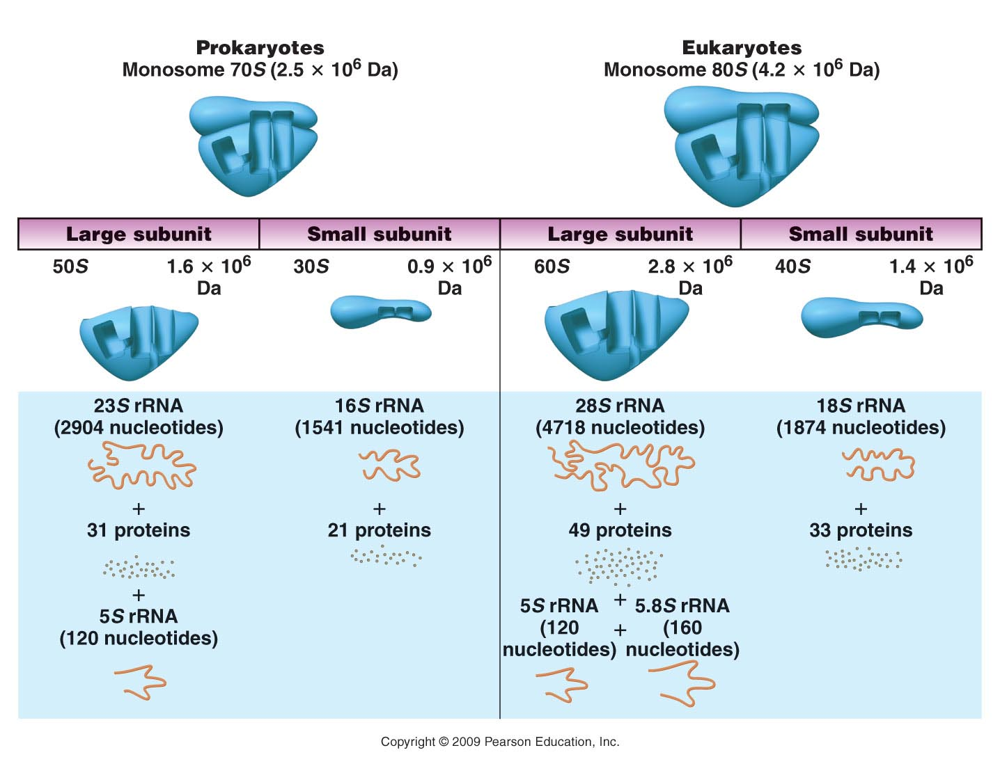 Prokaryotes
Monosome 70S (2.5 × 10⁶ Da)
Eukaryotes
Monosome 80S (4.2 × 10⁶ Da)
Large subunit
Small subunit
Large subunit
Small subunit
50S
1.6 × 10⁶
Da
30S
0.9 × 10⁶
Da
60S
2.8 × 10⁶
Da
40S
1.4 × 10⁶
Da
23S rRNA
(2904 nucleotides)
+
31 proteins
+
5S rRNA
(120 nucleotides)
16S rRNA
(1541 nucleotides)
+
21 proteins
28S rRNA
(4718 nucleotides)
+
49 proteins
+
5S rRNA
(120
nucleotides)
+
5.8S rRNA
(160
nucleotides)
18S rRNA
(1874 nucleotides)
+
33 proteins
Copyright © 2009 Pearson Education, Inc.